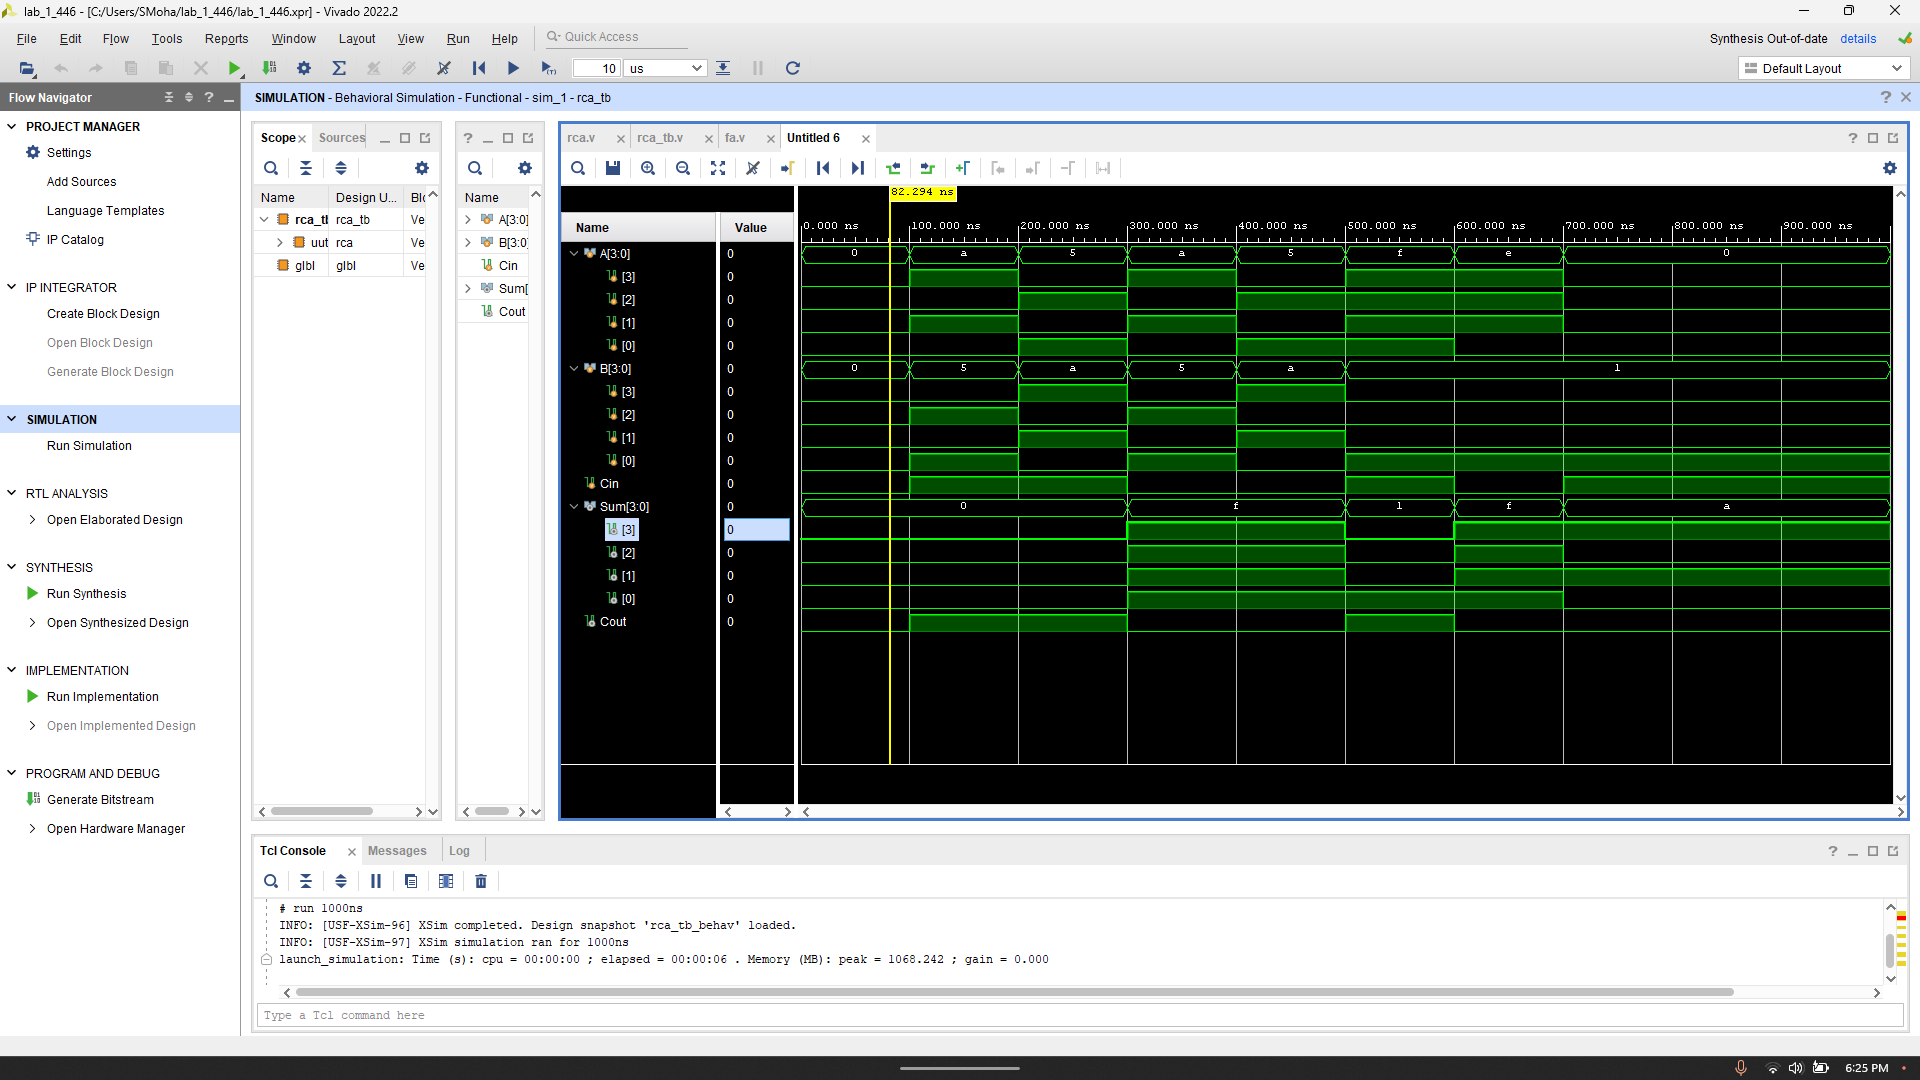 lab_1_446 - [C:/Users/SMoha/lab_1_446/lab_1_446.xpr] - Vivado 2022.2
File Edit Flow Tools Reports Window Layout View Run Help Quick Access
Synthesis Out-of-date details
10 us
Default Layout
Flow Navigator
SIMULATION - Behavioral Simulation - Functional - sim_1 - rca_tb
PROJECT MANAGER
Settings
Add Sources
Language Templates
IP Catalog
IP INTEGRATOR
Create Block Design
Open Block Design
Generate Block Design
SIMULATION
Run Simulation
RTL ANALYSIS
Open Elaborated Design
SYNTHESIS
Run Synthesis
Open Synthesized Design
IMPLEMENTATION
Run Implementation
Open Implemented Design
PROGRAM AND DEBUG
Generate Bitstream
Open Hardware Manager
Scope Sources
Name Design U... Blo
rca_tb rca_tb Ve
uut rca Ve
glbl glbl Ve
Name
A[3:0]
B[3:0]
Cin
Sum[
Cout
rca.v rca_tb.v fa.v Untitled 6
82.294 ns
Name Value
0.000 ns 100.000 ns 200.000 ns 300.000 ns 400.000 ns 500.000 ns 600.000 ns 700.000 ns 800.000 ns 900.000 ns
A[3:0] 0 0 a 5 a 5 f e 0
[3] 0
[2] 0
[1] 0
[0] 0
B[3:0] 0 0 5 a 5 a 1
[3] 0
[2] 0
[1] 0
[0] 0
Cin 0
Sum[3:0] 0 0 f 1 f a
[3] 0
[2] 0
[1] 0
[0] 0
Cout 0
Tcl Console Messages Log
# run 1000ns
INFO: [USF-XSim-96] XSim completed. Design snapshot 'rca_tb_behav' loaded.
INFO: [USF-XSim-97] XSim simulation ran for 1000ns
launch_simulation: Time (s): cpu = 00:00:00 ; elapsed = 00:00:06 . Memory (MB): peak = 1068.242 ; gain = 0.000
Type a Tcl command here
6:25 PM